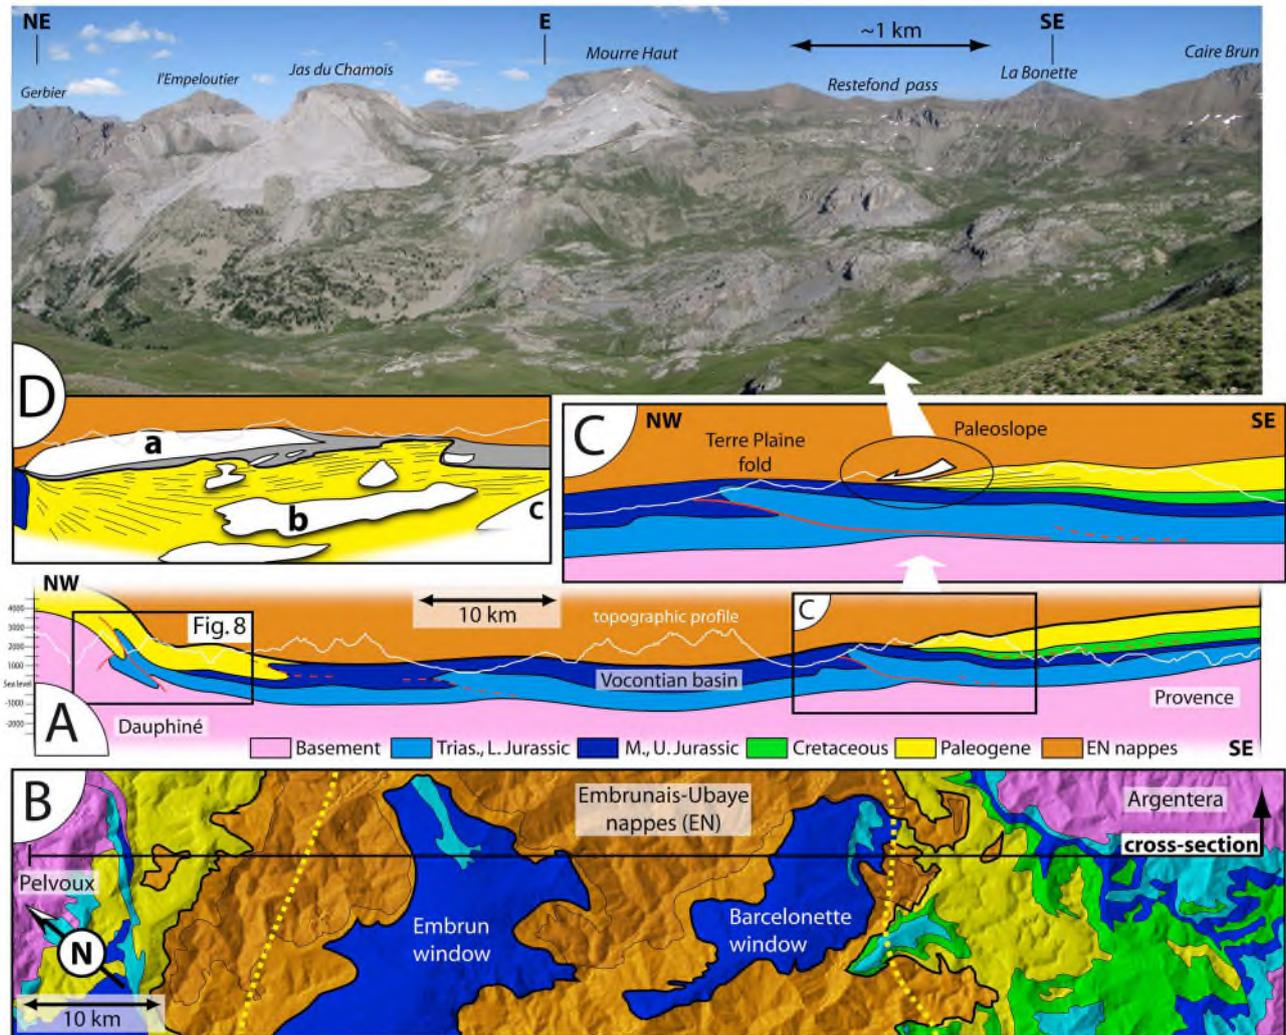 NE
E
SE
~1 km
Mourre Haut
Caire Brun
Jas du Chamois
l'Empeloutier
La Bonette
Restefond pass
Gerbier
D
a
b
c
C
NW
SE
Terre Plaine
fold
Paleoslope
NW
4000
3000
2000
1000
Sea level
-1000
-2000
Fig. 8
10 km
topographic profile
C
Vocontian basin
A
Dauphiné
Provence
Basement
Trias., L. Jurassic
M., U. Jurassic
Cretaceous
Paleogene
EN nappes
SE
B
Embrunais-Ubaye
nappes (EN)
Argentera
cross-section
Pelvoux
N
Embrun
window
Barcelonette
window
10 km